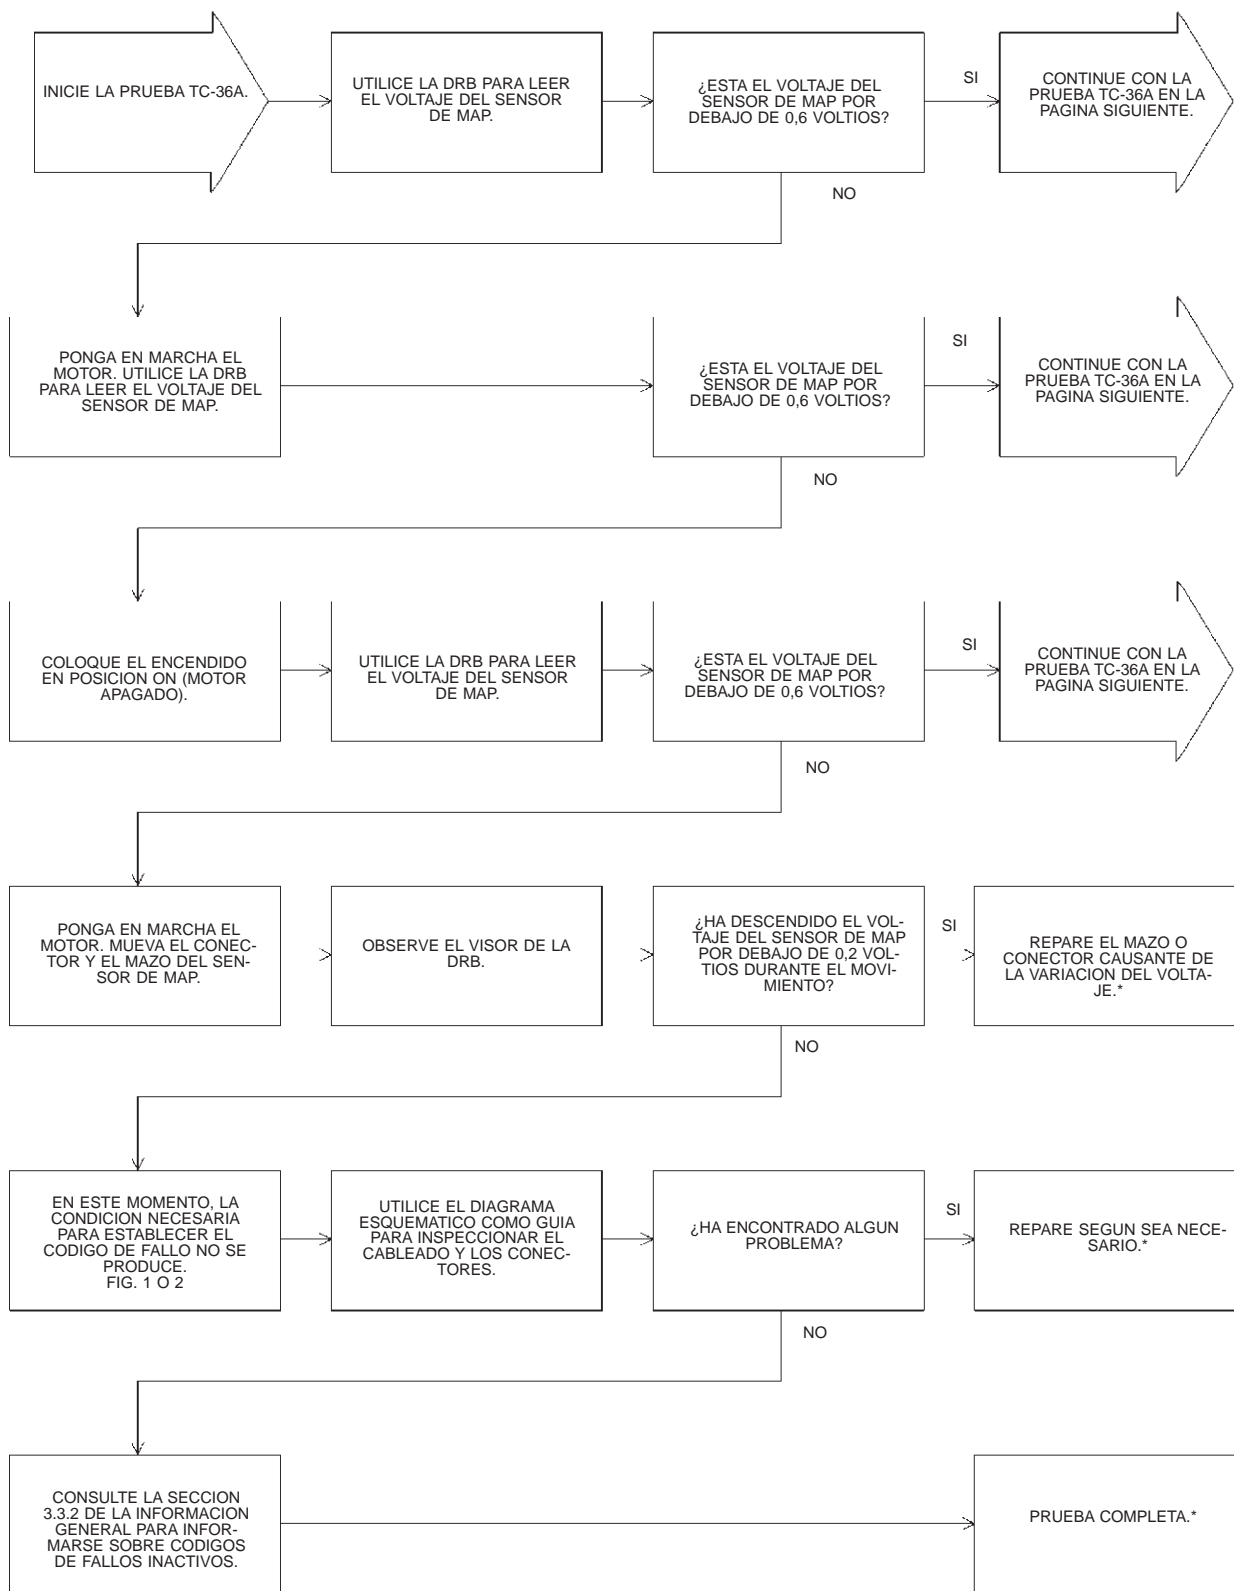 INICIE LA PRUEBA TC-36A.
UTILICE LA DRB PARA LEER
EL VOLTAJE DEL SENSOR
DE MAP.
¿ESTA EL VOLTAJE DEL
SENSOR DE MAP POR
DEBAJO DE 0,6 VOLTIOS?
SI
CONTINUE CON LA
PRUEBA TC-36A EN LA
PAGINA SIGUIENTE.
NO
PONGA EN MARCHA EL
MOTOR. UTILICE LA DRB
PARA LEER EL VOLTAJE DEL
SENSOR DE MAP.
¿ESTA EL VOLTAJE DEL
SENSOR DE MAP POR
DEBAJO DE 0,6 VOLTIOS?
SI
CONTINUE CON LA
PRUEBA TC-36A EN LA
PAGINA SIGUIENTE.
NO
COLOQUE EL ENCENDIDO
EN POSICION ON (MOTOR
APAGADO).
UTILICE LA DRB PARA LEER
EL VOLTAJE DEL SENSOR
DE MAP.
¿ESTA EL VOLTAJE DEL
SENSOR DE MAP POR
DEBAJO DE 0,6 VOLTIOS?
SI
CONTINUE CON LA
PRUEBA TC-36A EN LA
PAGINA SIGUIENTE.
NO
PONGA EN MARCHA EL
MOTOR. MUEVA EL CONEC-
TOR Y EL MAZO DEL SEN-
SOR DE MAP.
OBSERVE EL VISOR DE LA
DRB.
¿HA DESCENDIDO EL VOL-
TAJE DEL SENSOR DE MAP
POR DEBAJO DE 0,2 VOL-
TIOS DURANTE EL MOVI-
MIENTO?
SI
REPARE EL MAZO O
CONECTOR CAUSANTE DE
LA VARIACION DEL VOLTA-
JE.*
NO
EN ESTE MOMENTO, LA
CONDICION NECESARIA
PARA ESTABLECER EL
CODIGO DE FALLO NO SE
PRODUCE.
FIG. 1 O 2
UTILICE EL DIAGRAMA
ESQUEMATICO COMO GUIA
PARA INSPECCIONAR EL
CABLEADO Y LOS CONEC-
TORES.
¿HA ENCONTRADO ALGUN
PROBLEMA?
SI
REPARE SEGUN SEA NECE-
SARIO.*
NO
CONSULTE LA SECCION
3.3.2 DE LA INFORMACION
GENERAL PARA INFOR-
MARSE SOBRE CODIGOS
DE FALLOS INACTIVOS.
PRUEBA COMPLETA.*